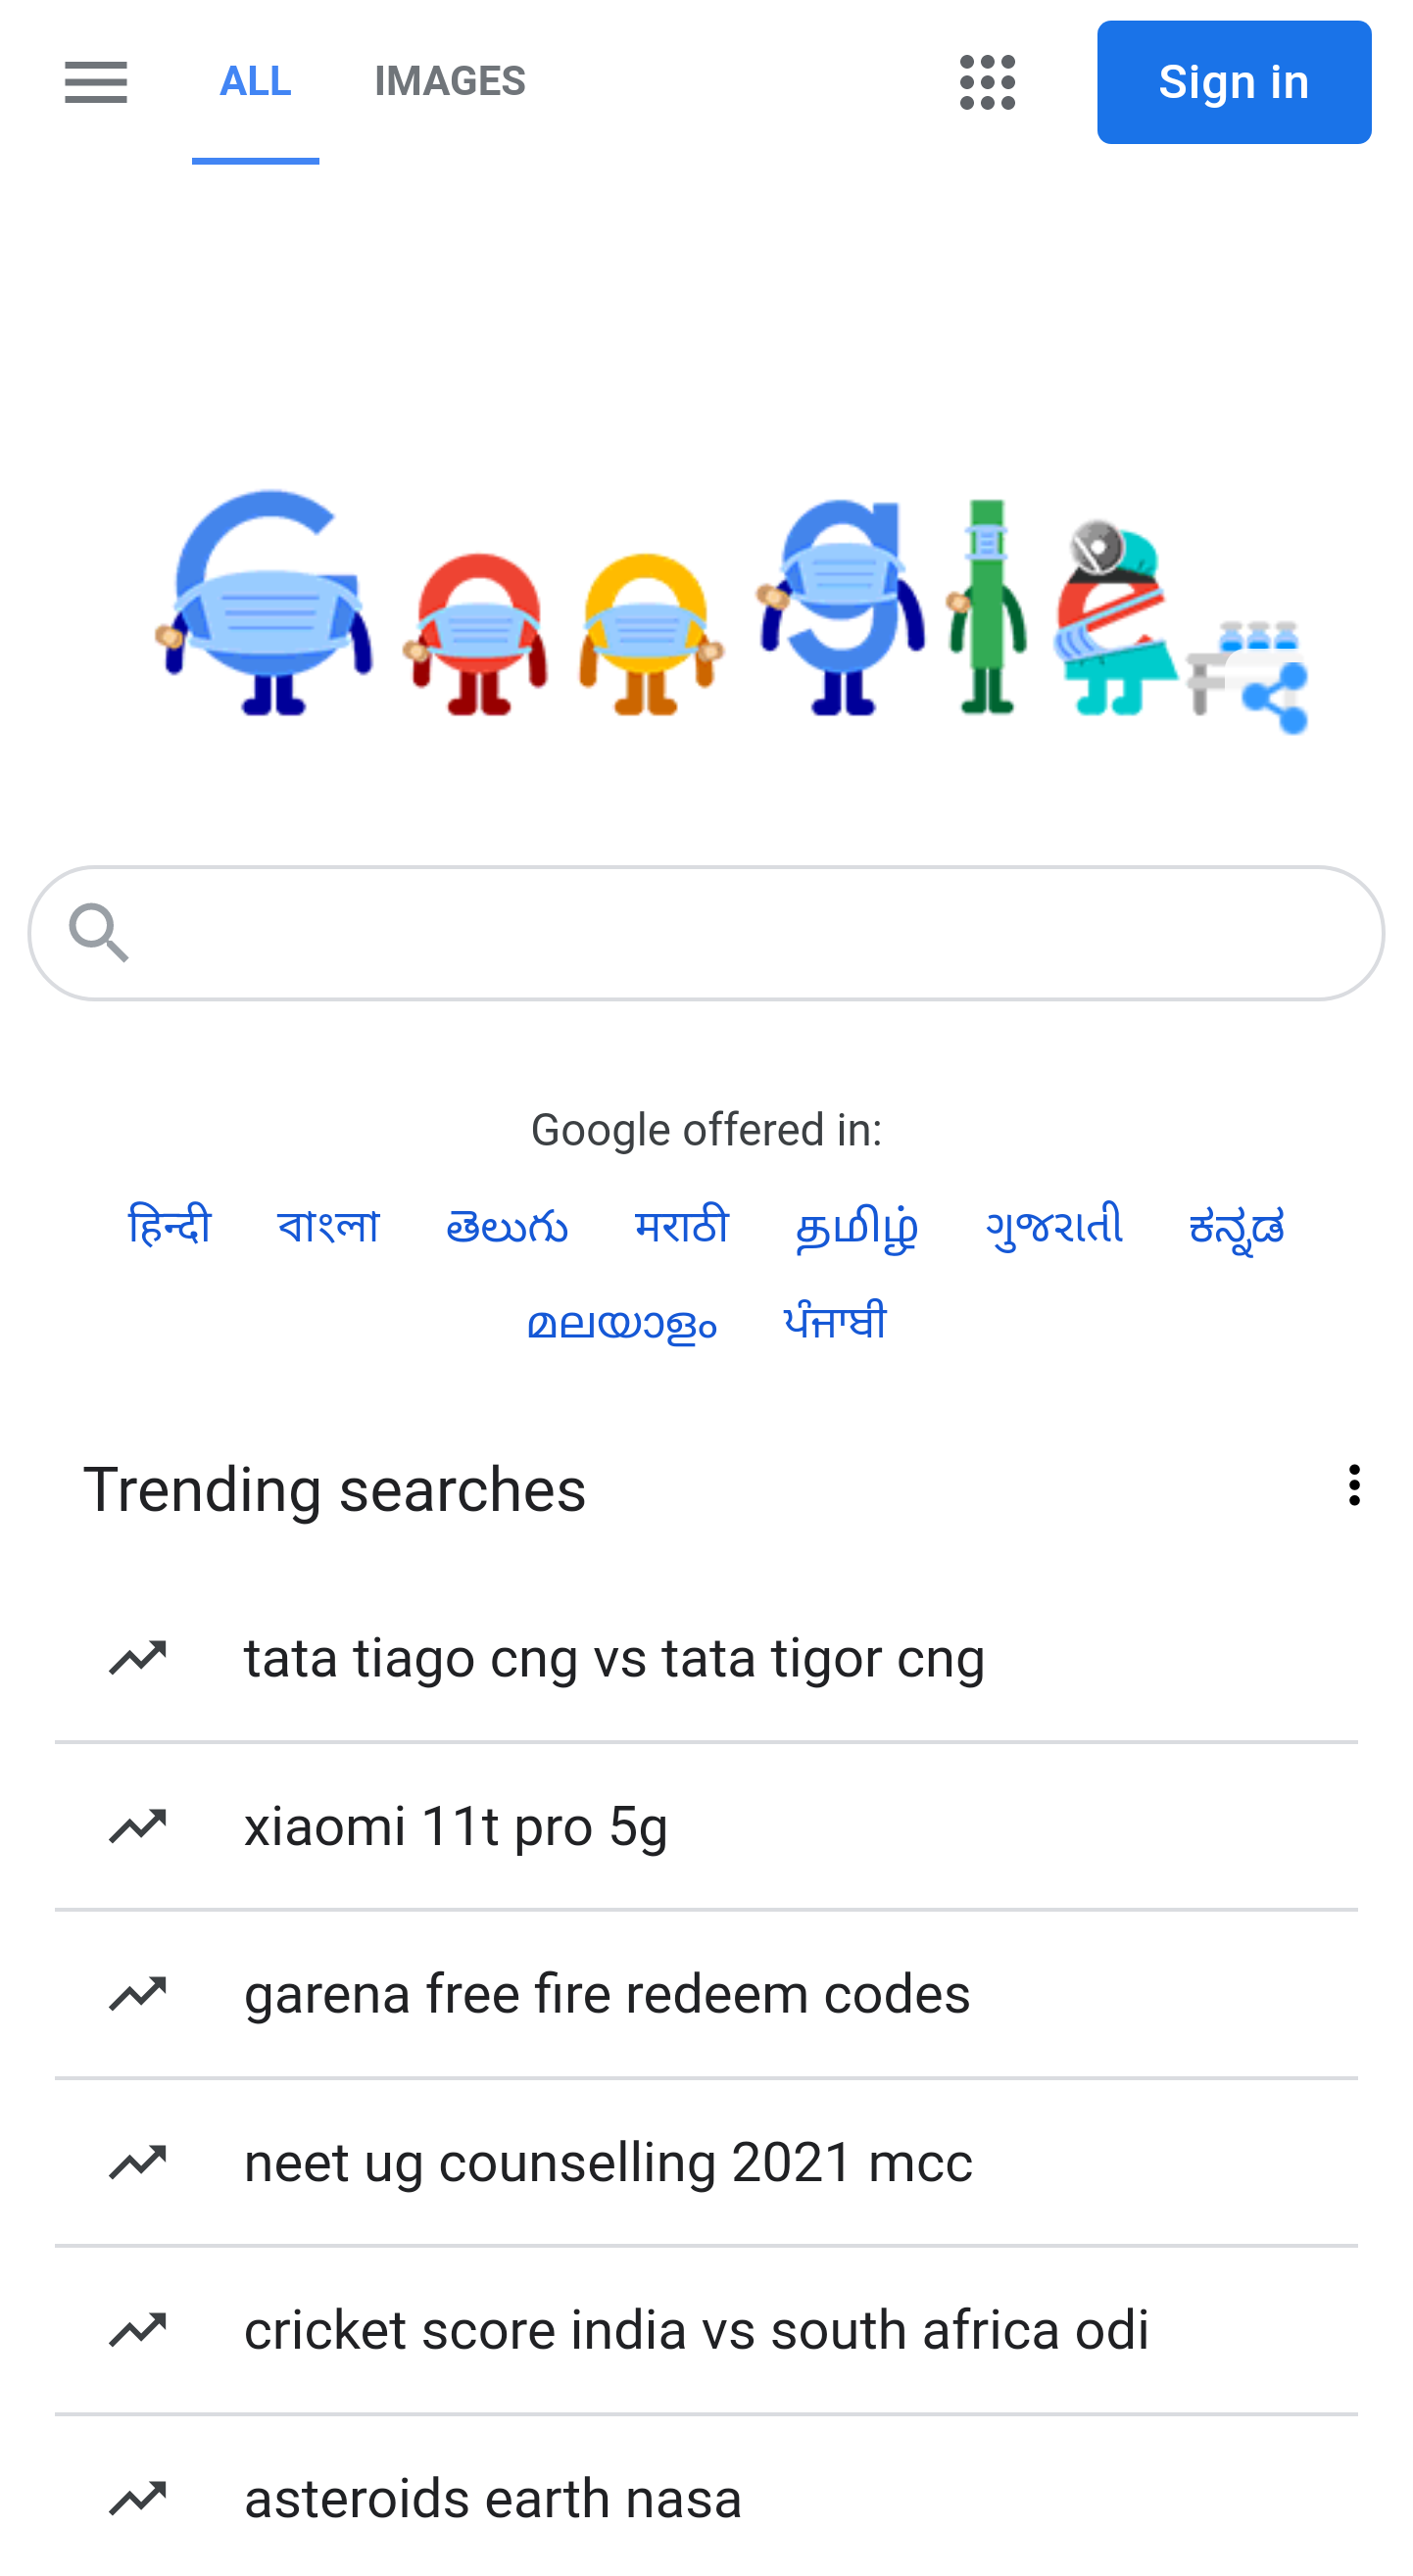 ALL IMAGES Sign in
Google
Google offered in:
हिन्दी বাংলা తెలుగు मराठी தமிழ் ગુજરાતી ಕನ್ನಡ
മലയാളം ਪੰਜਾਬੀ
Trending searches
tata tiago cng vs tata tigor cng
xiaomi 11t pro 5g
garena free fire redeem codes
neet ug counselling 2021 mcc
cricket score india vs south africa odi
asteroids earth nasa